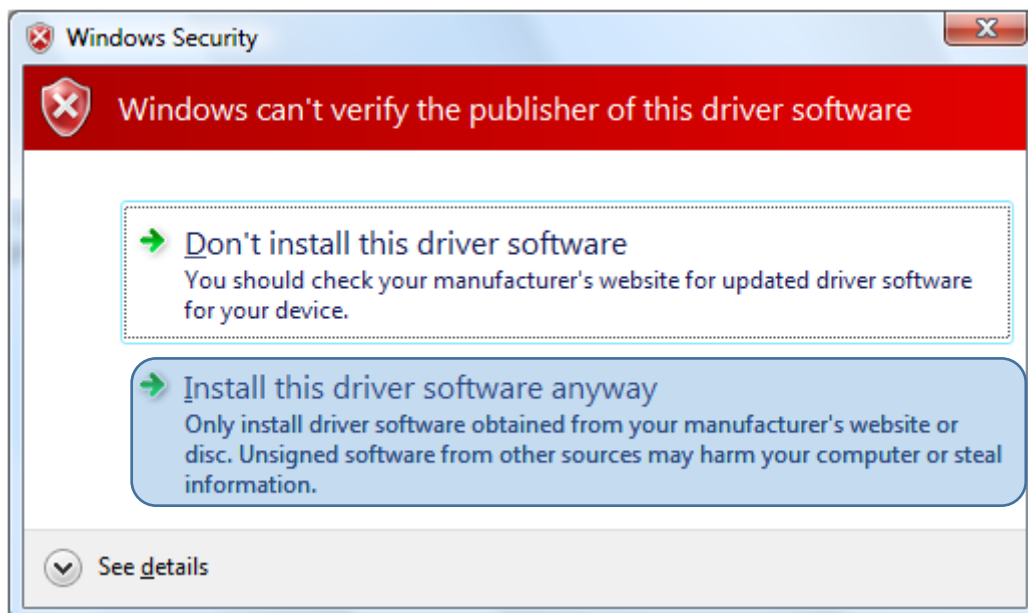 Windows Security
Windows can't verify the publisher of this driver software
Don't install this driver software
You should check your manufacturer's website for updated driver software
for your device.
Install this driver software anyway
Only install driver software obtained from your manufacturer's website or
disc. Unsigned software from other sources may harm your computer or steal
information.
See details